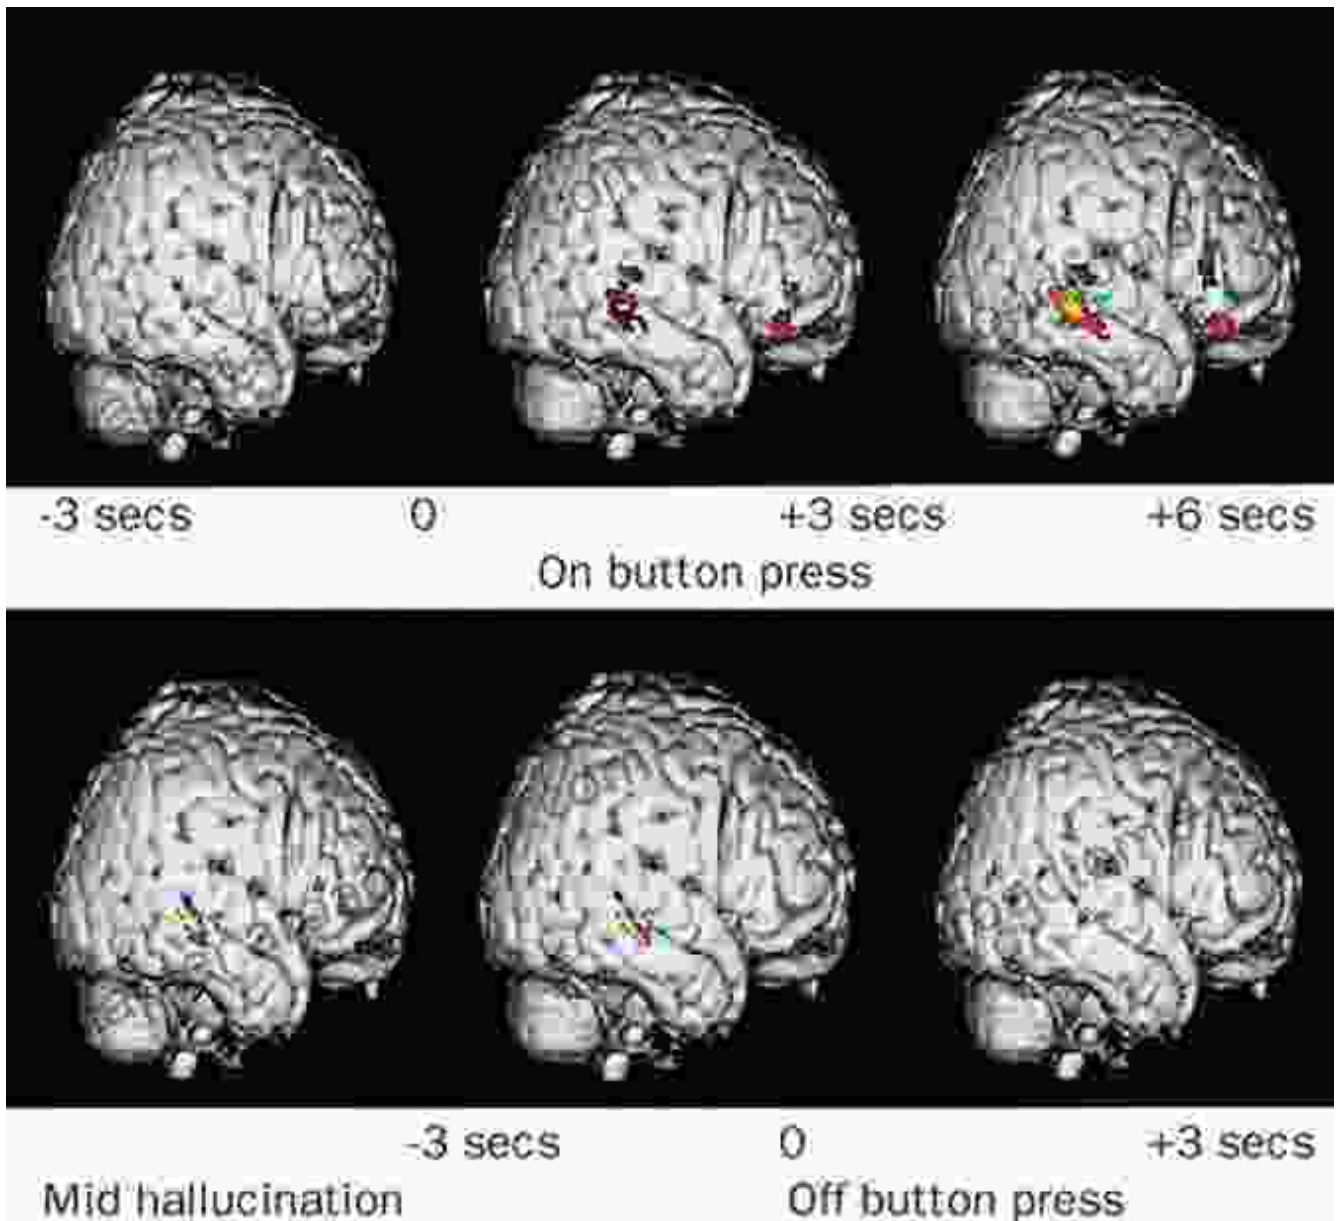 -3 secs 0 +3 secs +6 secs
On button press
-3 secs 0 +3 secs
Mid hallucination Off button press